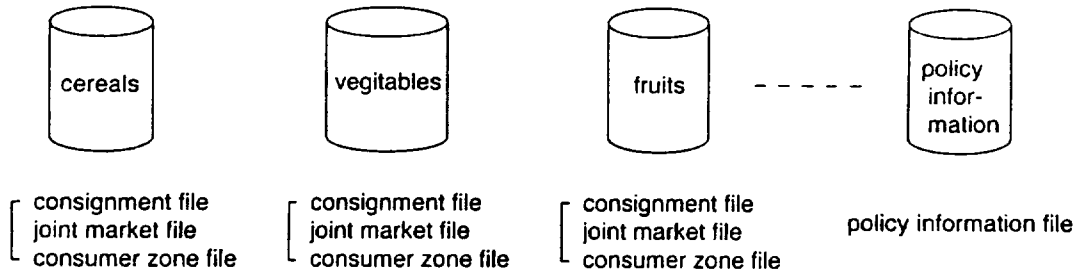 cereals
vegitables
fruits
policy
infor-
mation
consignment file
joint market file
consumer zone file
consignment file
joint market file
consumer zone file
consignment file
joint market file
consumer zone file
policy information file